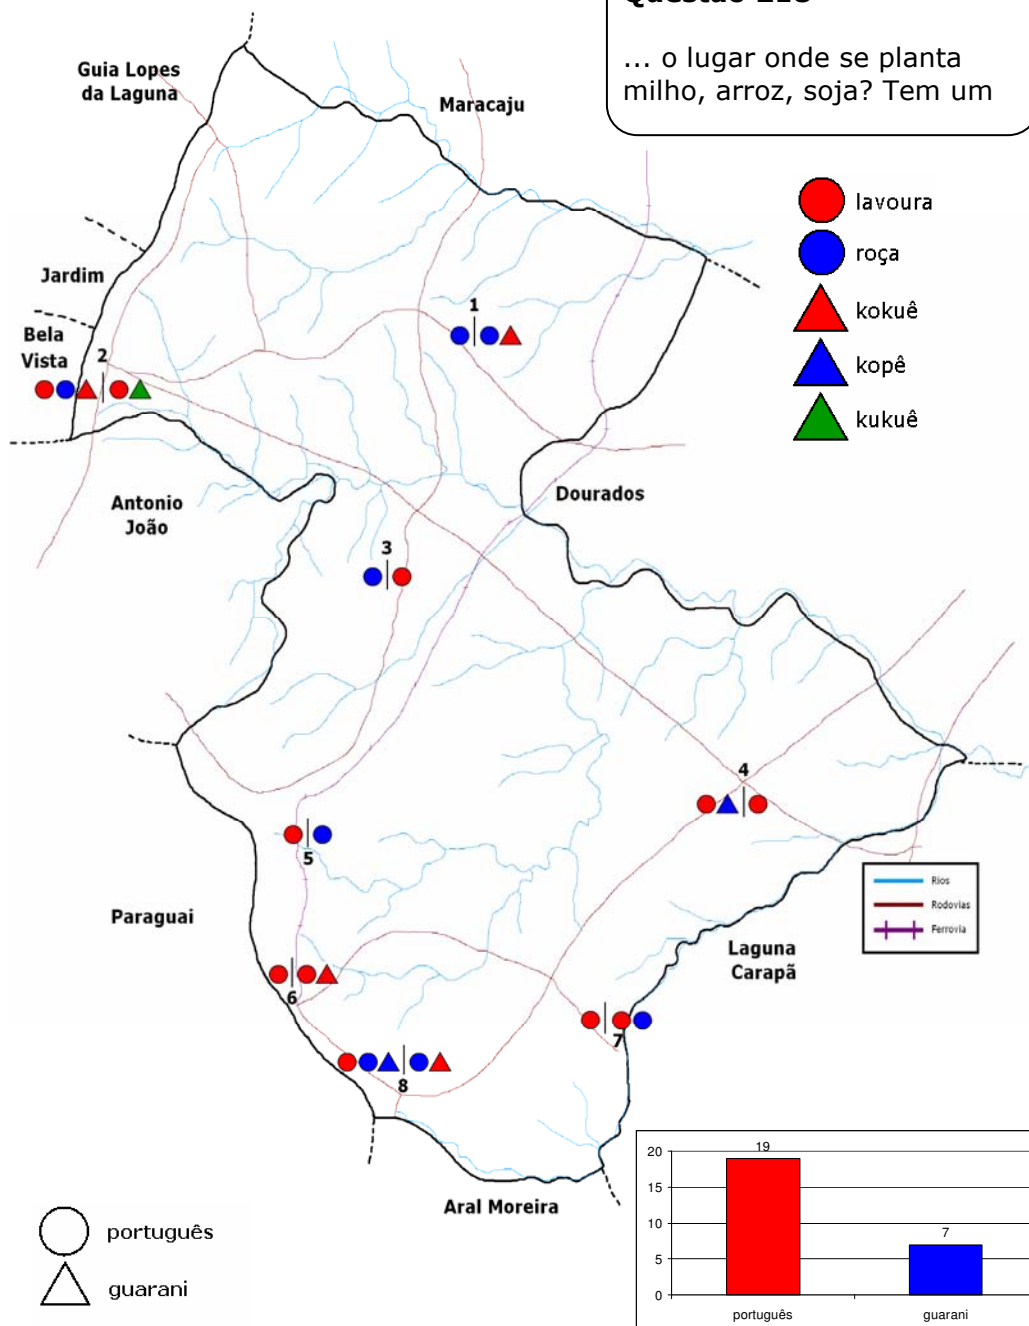 Questão 218
... o lugar onde se planta
milho, arroz, soja? Tem um
Guia Lopes
da Laguna
Maracaju
lavoura
roça
kokuê
kopê
kukuê
Jardim
Bela
Vista
1
2
Antonio
João
Dourados
3
4
5
Paraguai
Rios
Rodovias
Ferrovia
Laguna
Carapã
6
7
8
Aral Moreira
português
guarani
20
15
10
5
0
19
7
português
guarani